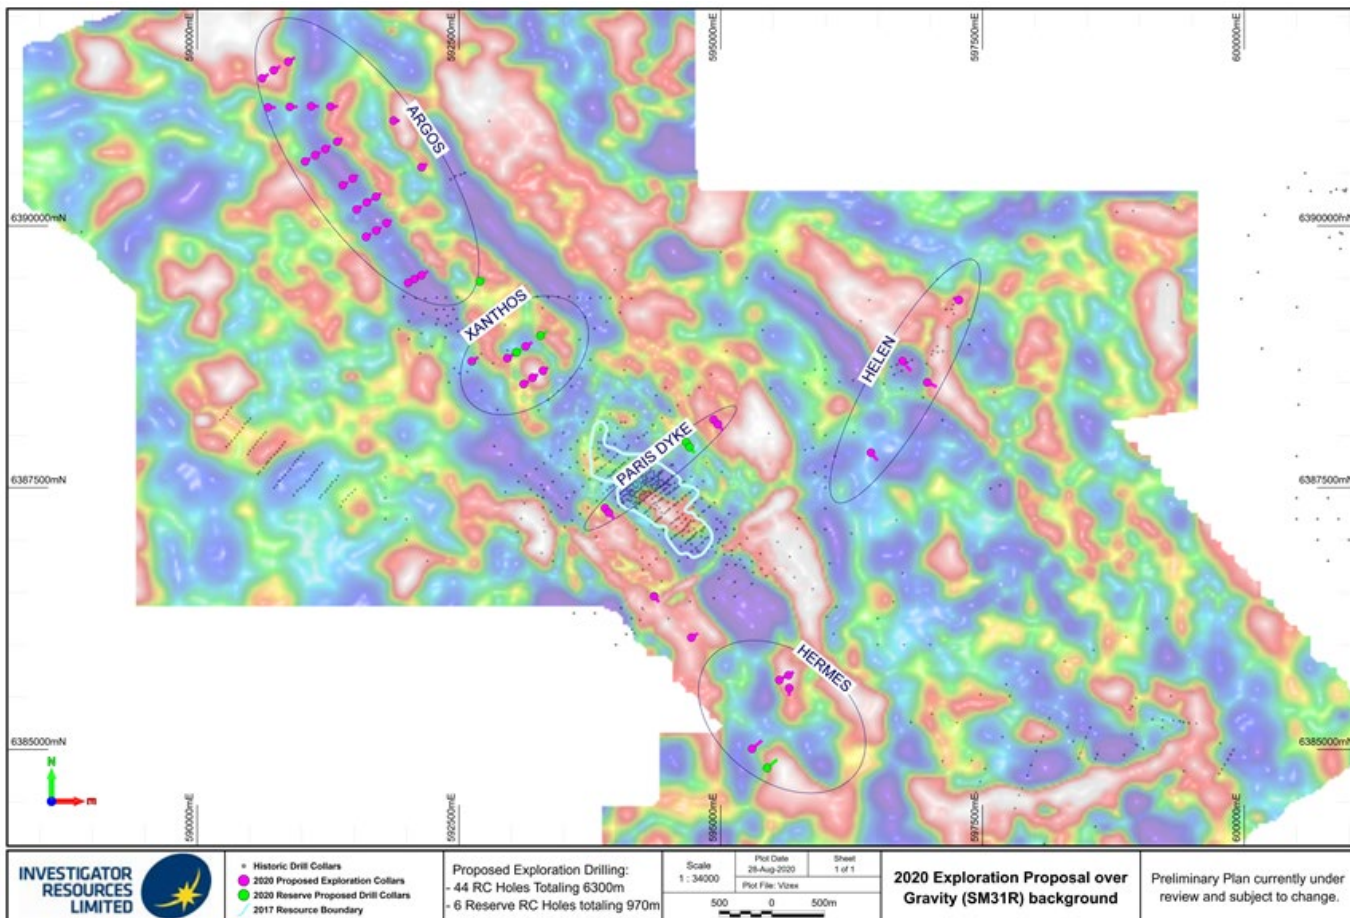 590000mE
592500mE
595000mE
597500mE
600000mE
ARGOS
6390000mN
6390000mN
XANTHOS
HELEN
PARIS DYKE
6387500mN
6387500mN
HERMES
6385000mN
6385000mN
N
E
590000mE
592500mE
595000mE
597500mE
600000mE
INVESTIGATOR
RESOURCES
LIMITED
Historic Drill Collars
2020 Proposed Exploration Collars
2020 Reserve Proposed Drill Collars
2017 Resource Boundary
Proposed Exploration Drilling:
- 44 RC Holes Totaling 6300m
- 6 Reserve RC Holes totaling 970m
Scale
1 : 34000
Plot Date
28-Aug-2020
Sheet
1 of 1
Plot File: Vizex
500 0 500m
2020 Exploration Proposal over
Gravity (SM31R) background
Preliminary Plan currently under
review and subject to change.